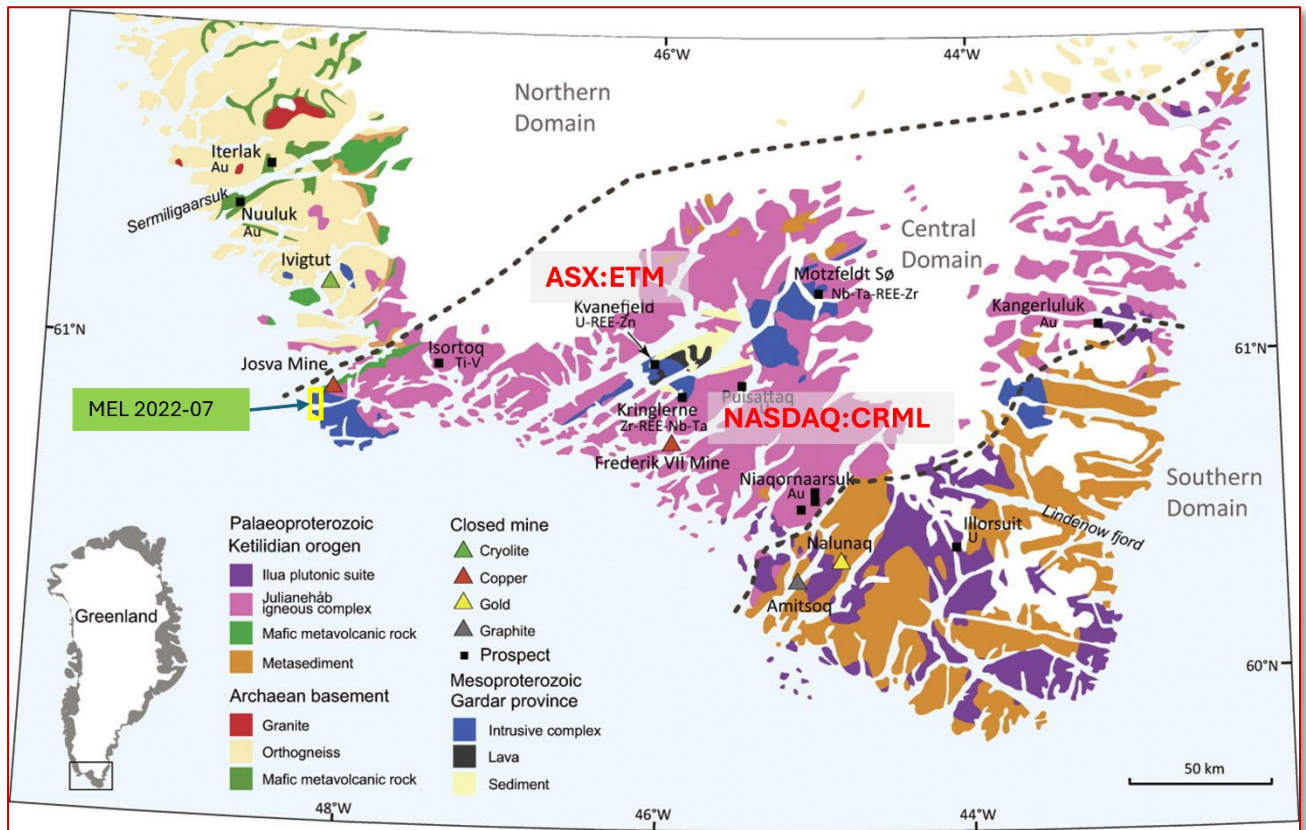 46°W
44°W
Northern
Domain
Iterlak
Au
Sermiligaarsuk
Nuuluk
Au
Ivigtut
Central
Domain
ASX:ETM
Motzfeldt Sø
Nb-Ta-REE-Zr
Kvanefjeld
U-REE-Zn
Kangerluluk
Au
61°N
61°N
Josva Mine
Isortoq
Ti-V
MEL 2022-07
Puisattaq
Kringlerne
Zr-REE-Nb-Ta
NASDAQ:CRML
Frederik VII Mine
Niaqornaarsuk
Au
Southern
Domain
Illorsuit
U
Lindenow fjord
Nalunaq
Amitsoq
60°N
Greenland
Palaeoproterozoic
Ketilidian orogen
Ilua plutonic suite
Julianehåb
igneous complex
Mafic metavolcanic rock
Metasediment
Archaean basement
Granite
Orthogneiss
Mafic metavolcanic rock
Closed mine
Cryolite
Copper
Gold
Graphite
Prospect
Mesoproterozoic
Gardar province
Intrusive complex
Lava
Sediment
50 km
48°W
46°W
44°W